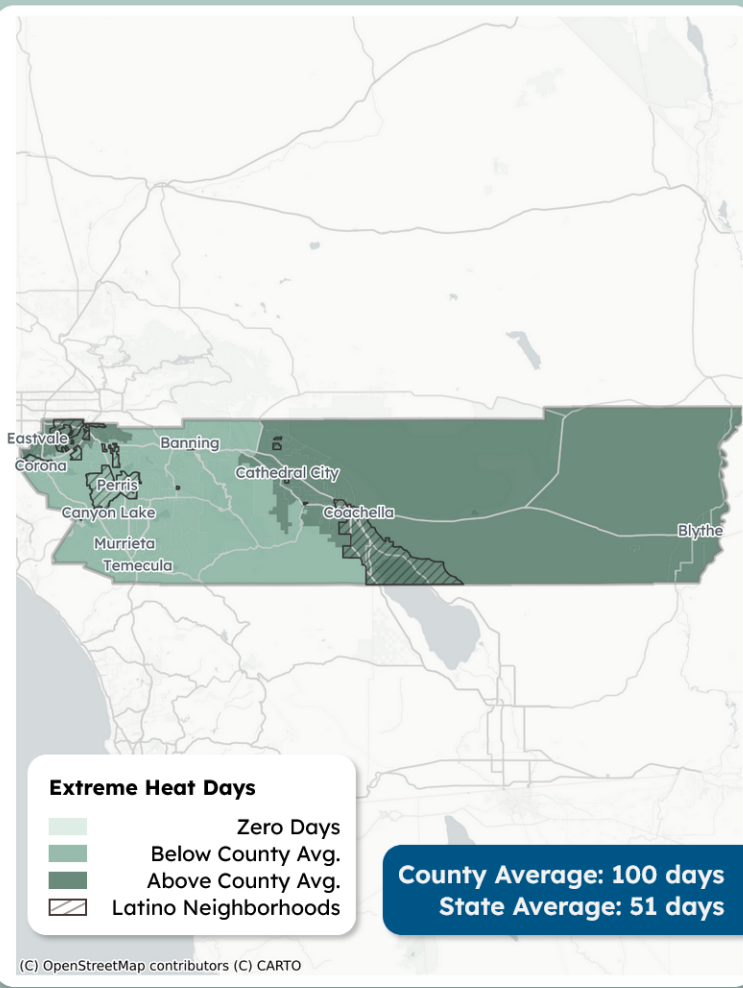 Eastvale
Corona
Banning
Perris
Cathedral City
Canyon Lake
Coachella
Murrieta
Temecula
Blythe
Extreme Heat Days
Zero Days
Below County Avg.
Above County Avg.
Latino Neighborhoods
County Average: 100 days
State Average: 51 days
(C) OpenStreetMap contributors (C) CARTO